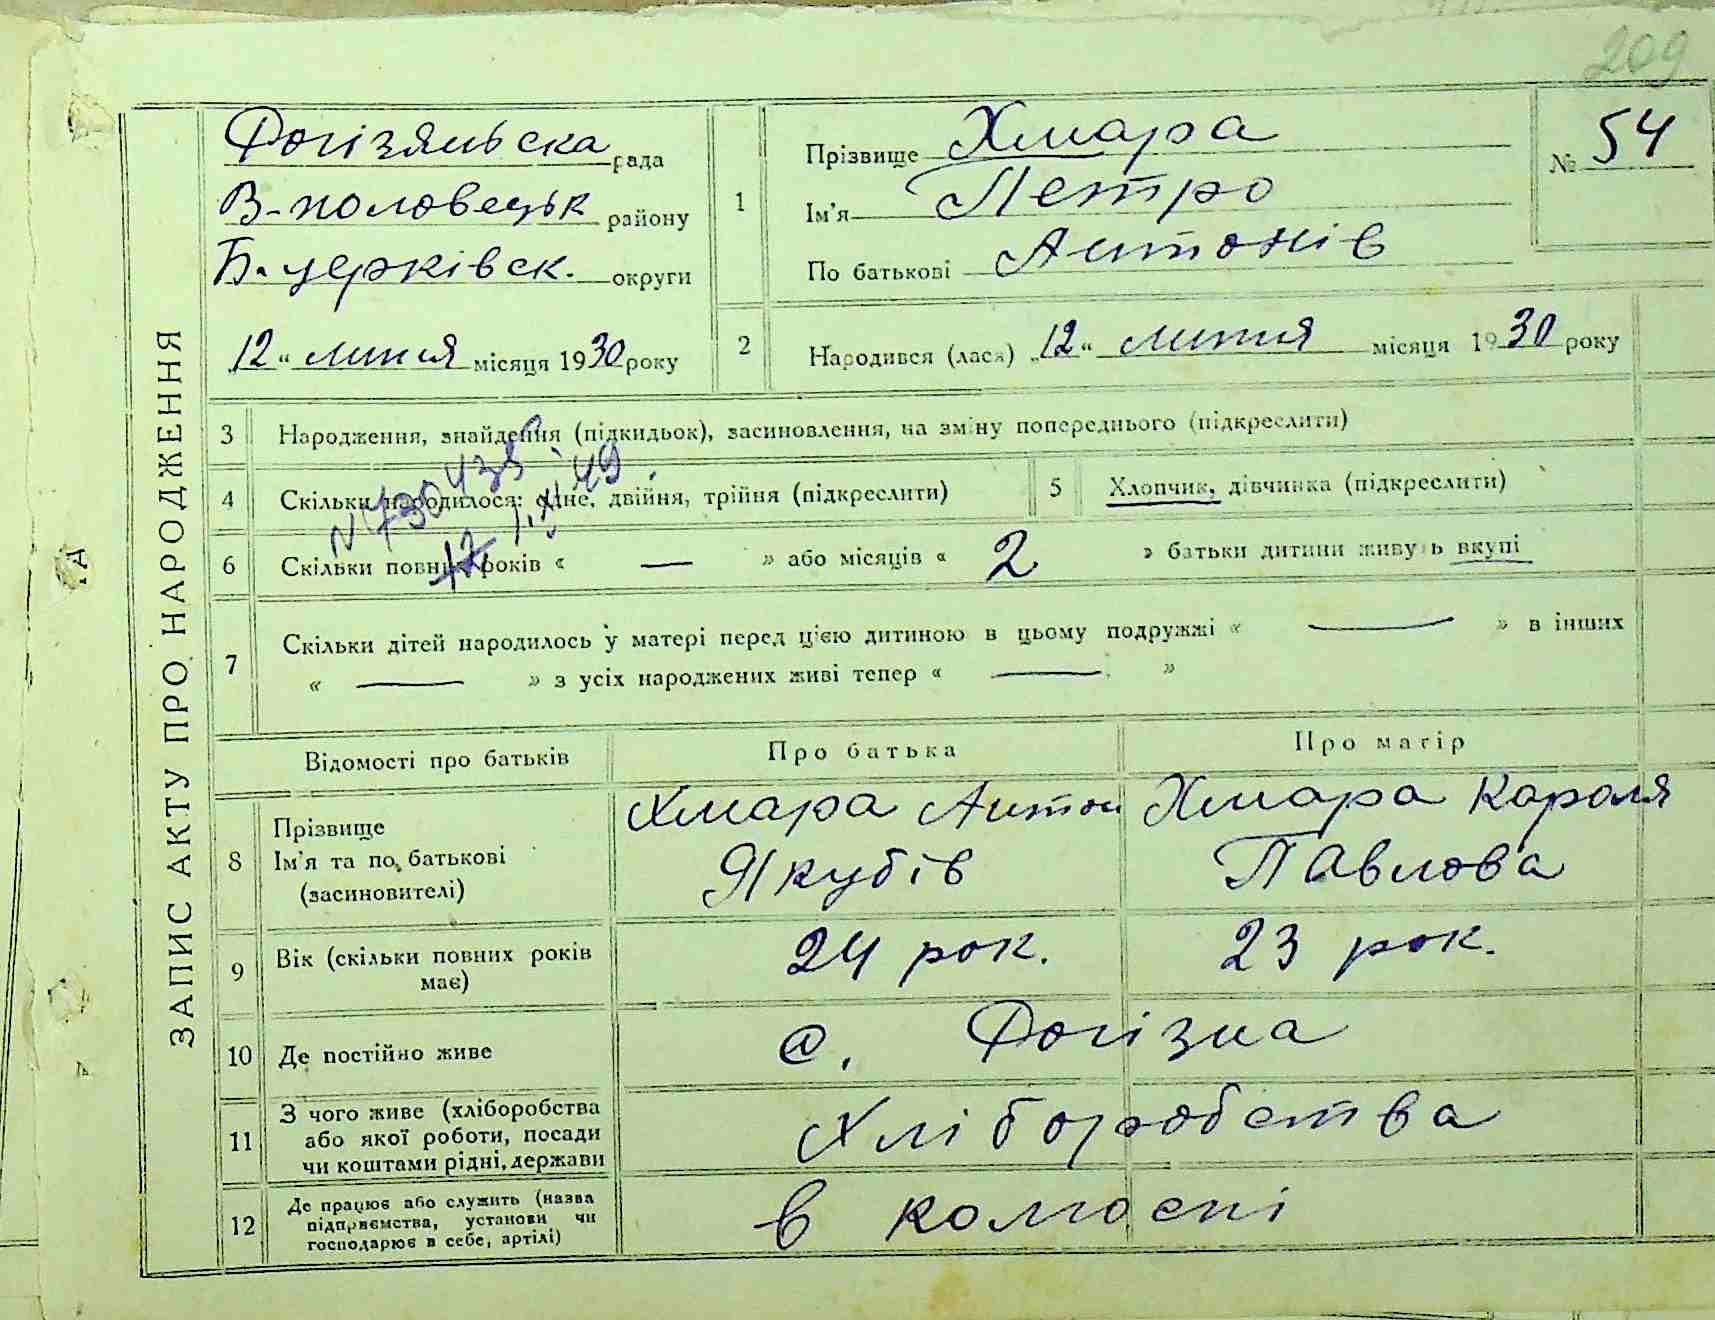 209
ЗАПИС АКТУ ПРО НАРОДЖЕННЯ
Рогізянська рада
В-половецьк району
Б. церківск. округи
"12" липня місяця 1930 року
1
Прізвище Хмара
Ім'я Петро
По батькові Антонів
№ 54
2 Народився (лася) "12" липня місяця 1930 року
3 Народження, знайдення (підкидьок), засиновлення, на зміну попереднього (підкреслити)
4 Скільки народилося: одне, двійня, трійня (підкреслити)
5 Хлопчик, дівчинка (підкреслити)
№ 730435
12/XI 49.
6 Скільки повних років « — » або місяців « 2 » батьки дитини живуть вкупі
7 Скільки дітей народилось у матері перед цією дитиною в цьому подружжі « — » в інших
« — » з усіх народжених живі тепер « — »
Відомості про батьків
Про батька
Про матір
8 Прізвище
Ім'я та по батькові
(засиновителі)
Хмара Антон
Якубів
Хмара Кароля
Павлова
9 Вік (скільки повних років
має)
24 рок.
23 рок.
10 Де постійно живе
с. Рогізна
11 З чого живе (хліборобства
або якої роботи, посади
чи коштами рідні, держави
Хліборобства
12 Де працює або служить (назва
підприємства, установи чи
господарює в себе, артілі)
в колгоспі